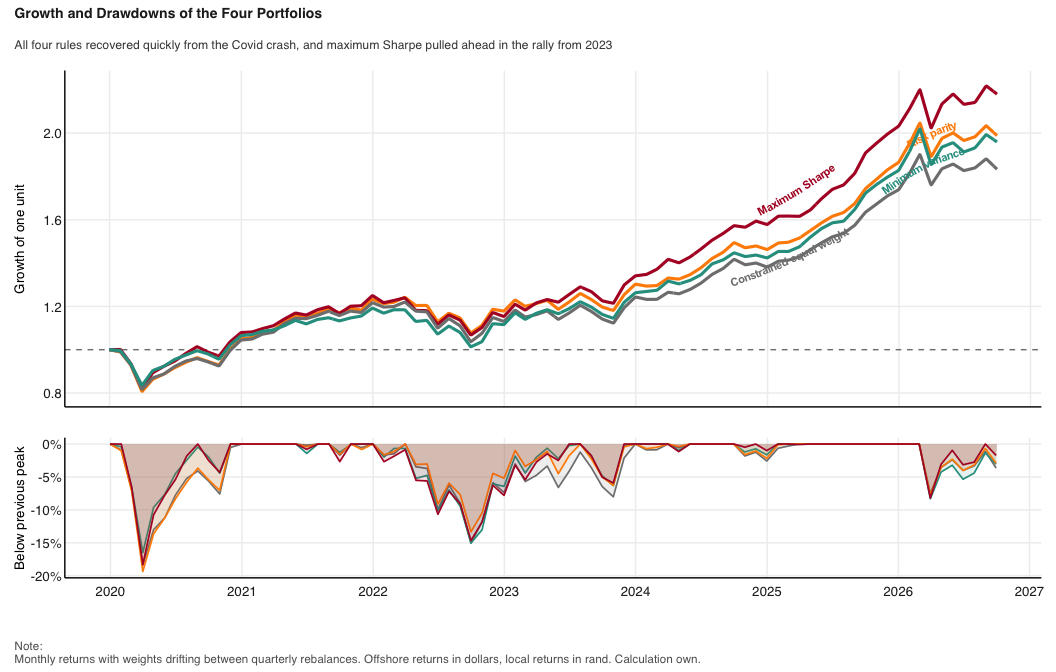 Growth and Drawdowns of the Four Portfolios
All four rules recovered quickly from the Covid crash, and maximum Sharpe pulled ahead in the rally from 2023
Growth of one unit
2.0
1.6
1.2
0.8
Maximum Sharpe
Risk parity
Minimum variance
Constrained equal weight
Below previous peak
0%
-5%
-10%
-15%
-20%
2020 2021 2022 2023 2024 2025 2026 2027
Note:
Monthly returns with weights drifting between quarterly rebalances. Offshore returns in dollars, local returns in rand. Calculation own.